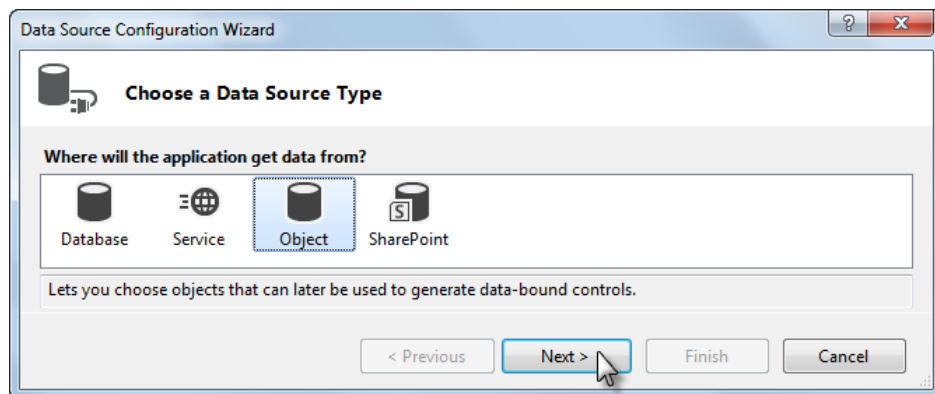 Data Source Configuration Wizard
?
X
Choose a Data Source Type
Where will the application get data from?
S
Database Service Object SharePoint
Lets you choose objects that can later be used to generate data-bound controls.
< Previous Next > Finish Cancel